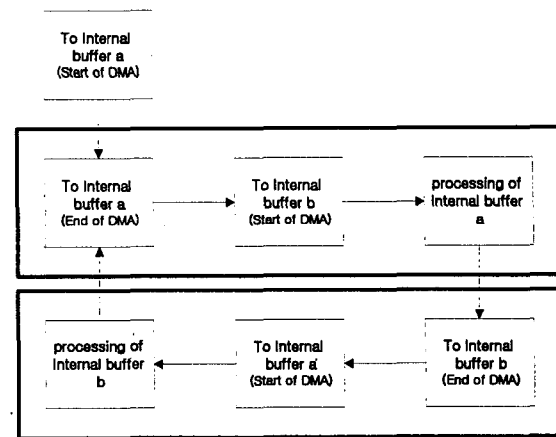 To Internal
buffer a
(Start of DMA)
To Internal
buffer a
(End of DMA)
To Internal
buffer b
(Start of DMA)
processing of
Internal buffer
a
processing of
Internal buffer
b
To Internal
buffer a
(Start of DMA)
To Internal
buffer b
(End of DMA)